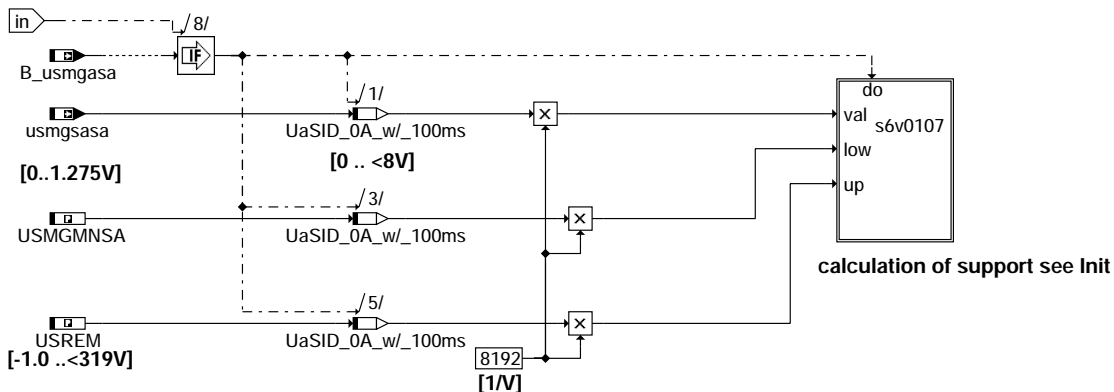 in
/8/
IF
B_usmgasa
do
/1/
val
s6v0107
usmgsasa
UaSID_0A_w/_100ms
×
low
[0..1.275V]
[0 .. <8V]
up
/3/
USMGMNSA
UaSID_0A_w/_100ms
×
calculation of support see Init
/5/
USREM
UaSID_0A_w/_100ms
×
[-1.0 ..<319V]
8192
[1/V]